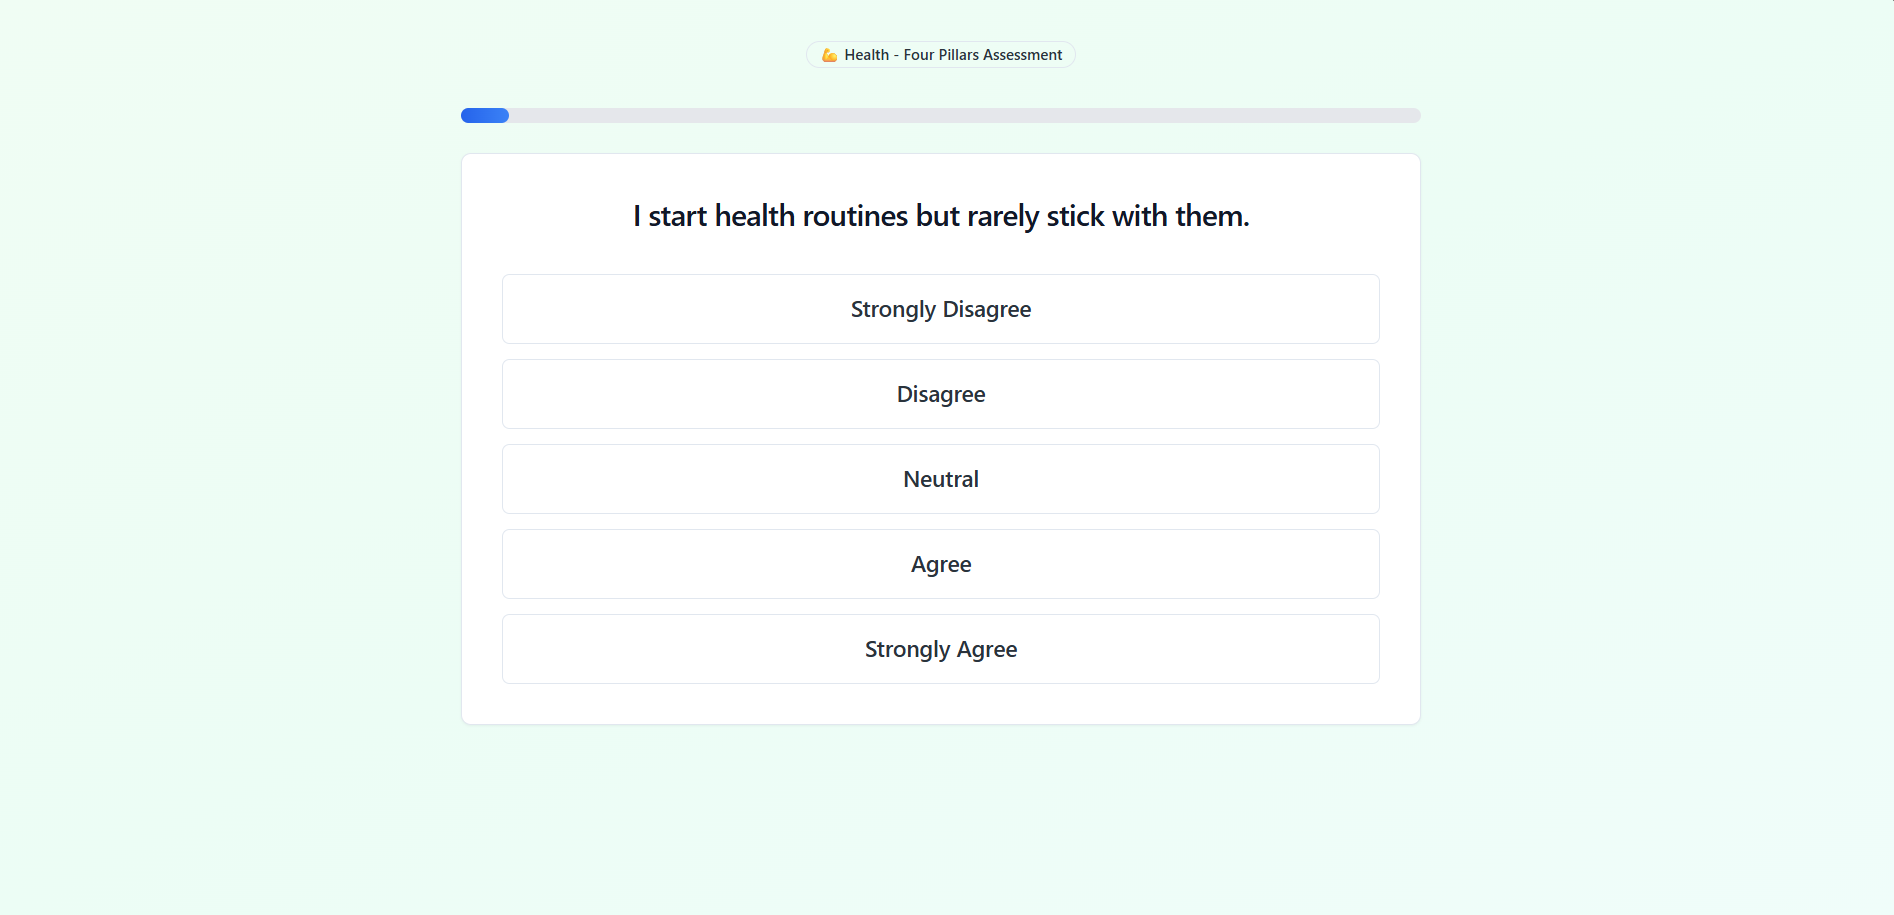 💪 Health - Four Pillars Assessment
I start health routines but rarely stick with them.
Strongly Disagree
Disagree
Neutral
Agree
Strongly Agree